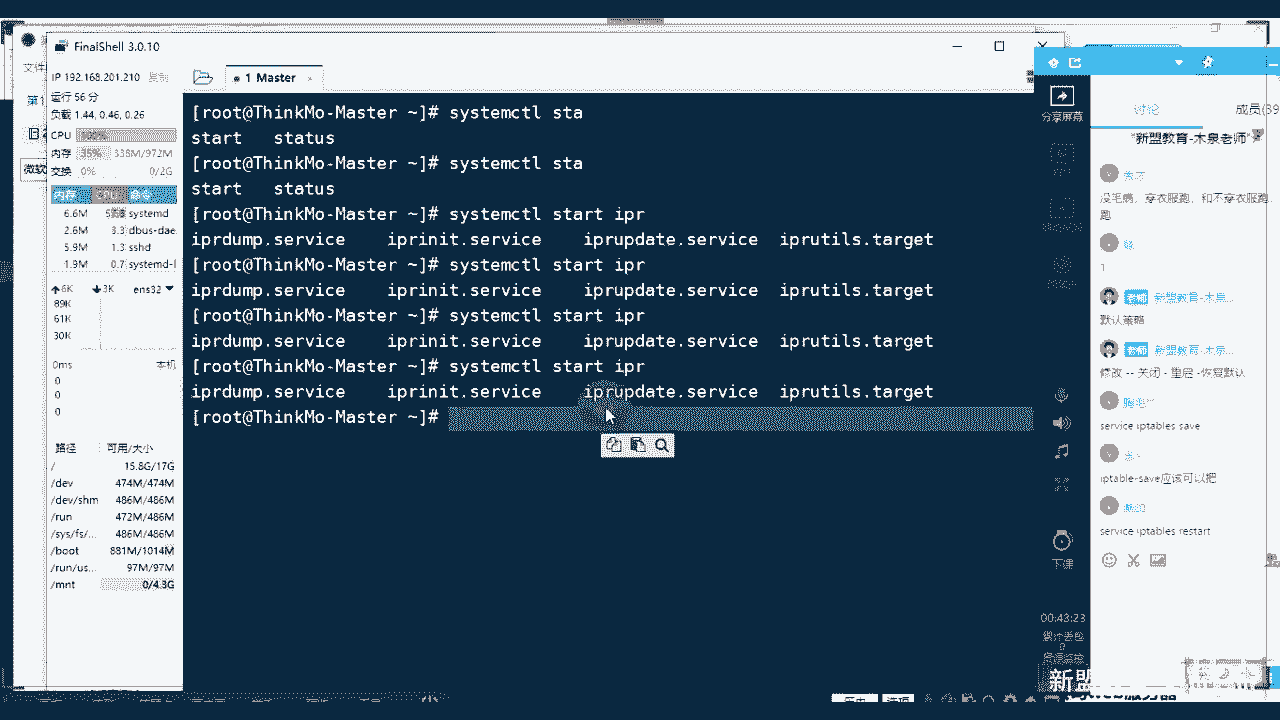 FinalShell 3.0.10
IP 192.168.201.210 复制
运行 56 分
负载 1.44, 0.46, 0.26
CPU
内存 35% 338M/972M
交换 0% 0/2G
内存 命令
6.6M systemd
2.6M 3.3 dbus-dae
5.9M 1.3 sshd
1.9M 0.7 systemd-l
6K 3K ens32
89K
61K
30K
0ms 本机
0
0
0
路径 可用/大小
/ 15.8G/17G
/dev 474M/474M
/dev/shm 486M/486M
/run 472M/486M
/sys/fs/... 486M/486M
/boot 881M/1014M
/run/us... 97M/97M
/mnt 0/4.3G
1 Master
[root@ThinkMo-Master ~]# systemctl sta
start status
[root@ThinkMo-Master ~]# systemctl sta
start status
[root@ThinkMo-Master ~]# systemctl start ipr
iprdump.service iprinit.service iprupdate.service iprutils.target
[root@ThinkMo-Master ~]# systemctl start ipr
iprdump.service iprinit.service iprupdate.service iprutils.target
[root@ThinkMo-Master ~]# systemctl start ipr
iprdump.service iprinit.service iprupdate.service iprutils.target
[root@ThinkMo-Master ~]# systemctl start ipr
iprdump.service iprinit.service iprupdate.service iprutils.target
[root@ThinkMo-Master ~]#
分享屏幕
下课
00:43:23
讨论 成员(39
新盟教育-木泉老师
没毛病，穿衣服跑，和不穿衣服跑
1
老师 新盟教育-木泉...
默认策略
老师 新盟教育-木泉...
修改 -- 关闭 - 重启 -恢复默认
service iptables save
iptable-save应该可以把
service iptables restart